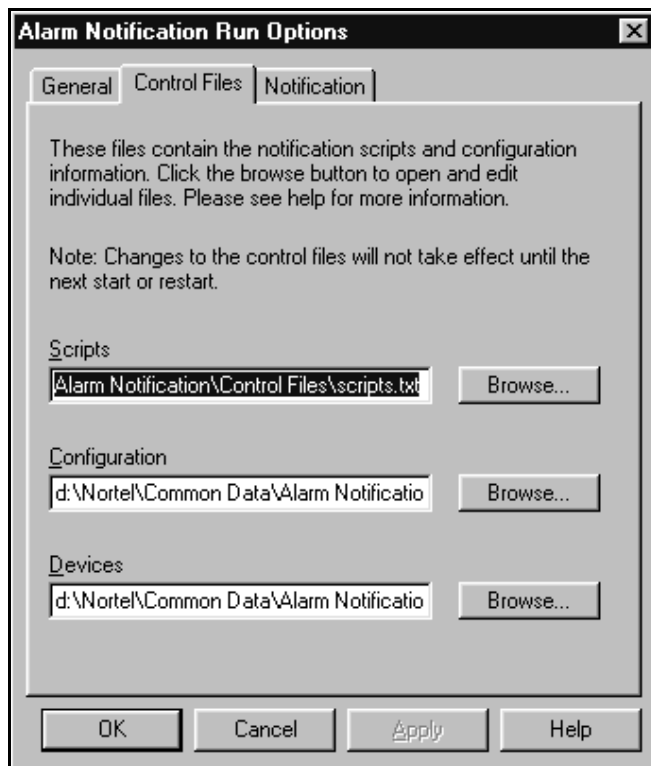 Alarm Notification Run Options
General Control Files Notification
These files contain the notification scripts and configuration
information. Click the browse button to open and edit
individual files. Please see help for more information.
Note: Changes to the control files will not take effect until the
next start or restart.
Scripts
Alarm Notification\Control Files\scripts.txt Browse...
Configuration
d:\Nortel\Common Data\Alarm Notificatio Browse...
Devices
d:\Nortel\Common Data\Alarm Notificatio Browse...
OK Cancel Apply Help